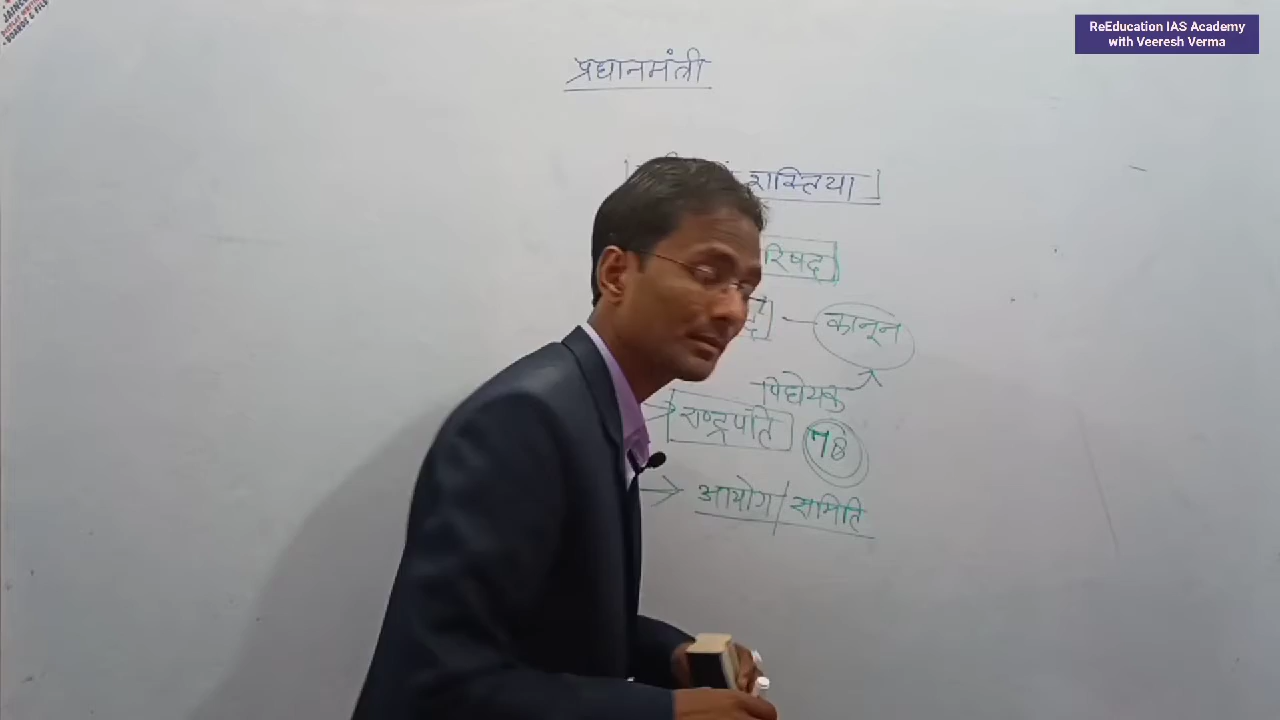 ReEducation IAS Academy
with Veeresh Verma
प्रधानमंत्री
शक्तिया
रिषद
कानून
विधेयक
राष्ट्रपति 78
आयोग/समिति